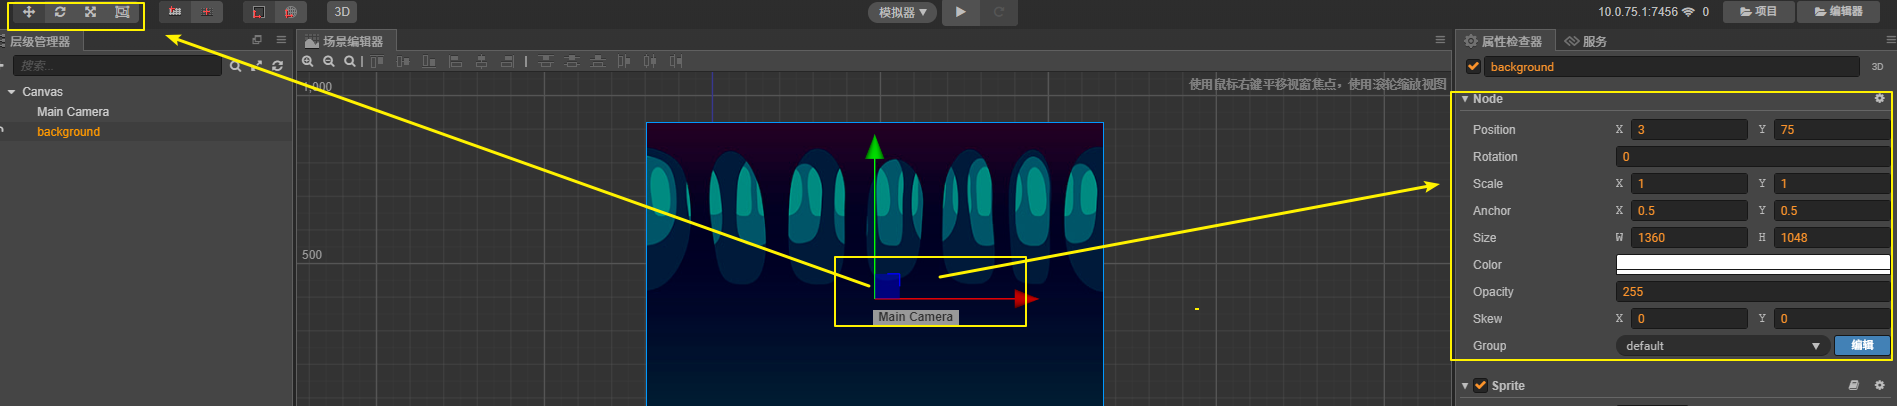 3D
模拟器
10.0.75.1:7456
0
项目
编辑器
层级管理器
搜索...
Canvas
Main Camera
background
场景编辑器
1,000
500
使用鼠标右键平移视窗焦点，使用滚轮缩放视图
Main Camera
属性检查器
服务
background
3D
Node
Position X 3 Y 75
Rotation 0
Scale X 1 Y 1
Anchor X 0.5 Y 0.5
Size W 1360 H 1048
Color
Opacity 255
Skew X 0 Y 0
Group default 编辑
Sprite